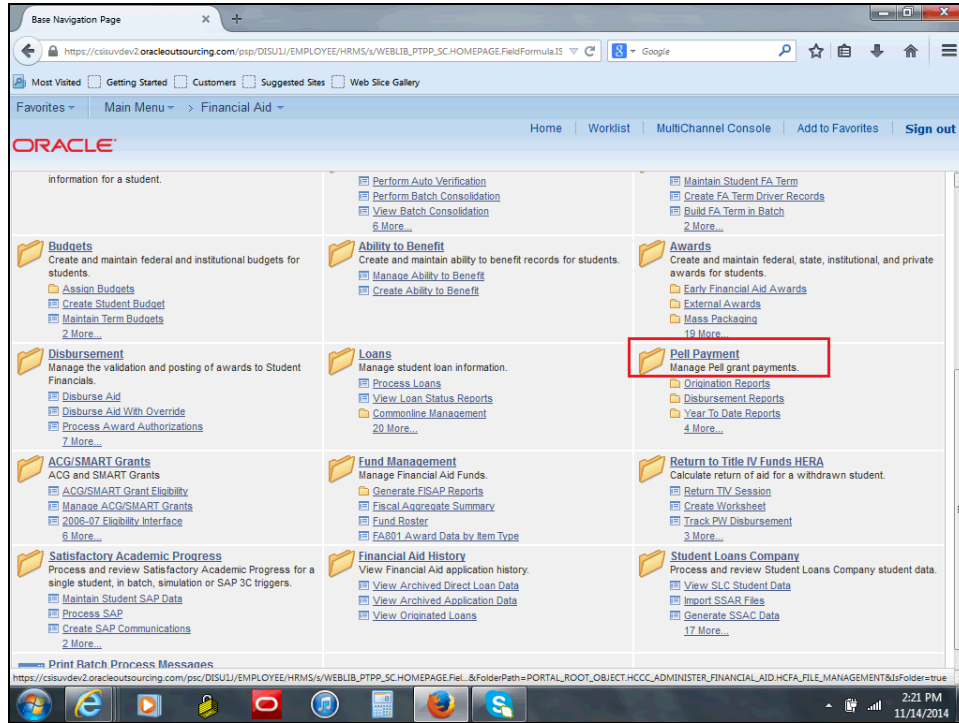 Base Navigation Page
https://csisuvdev2.oracleoutsourcing.com/psp/DISU1J/EMPLOYEE/HRMS/s/WEBLIB_PTPP_SC.HOMEPAGE.FieldFormula.IS
8 Google
Most Visited Getting Started Customers Suggested Sites Web Slice Gallery
Favorites Main Menu > Financial Aid
Home Worklist MultiChannel Console Add to Favorites Sign out
ORACLE
information for a student.
Perform Auto Verification
Perform Batch Consolidation
View Batch Consolidation
6 More...
Maintain Student FA Term
Create FA Term Driver Records
Build FA Term in Batch
2 More...
Budgets
Create and maintain federal and institutional budgets for
students.
Assign Budgets
Create Student Budget
Maintain Term Budgets
2 More...
Ability to Benefit
Create and maintain ability to benefit records for students.
Manage Ability to Benefit
Create Ability to Benefit
Awards
Create and maintain federal, state, institutional, and private
awards for students.
Early Financial Aid Awards
External Awards
Mass Packaging
19 More...
Disbursement
Manage the validation and posting of awards to Student
Financials.
Disburse Aid
Disburse Aid With Override
Process Award Authorizations
7 More...
Loans
Manage student loan information.
Process Loans
View Loan Status Reports
Commonline Management
20 More...
Pell Payment
Manage Pell grant payments.
Origination Reports
Disbursement Reports
Year To Date Reports
4 More...
ACG/SMART Grants
ACG and SMART Grants
ACG/SMART Grant Eligibility
Manage ACG/SMART Grants
2006-07 Eligibility Interface
6 More...
Fund Management
Manage Financial Aid Funds.
Generate FISAP Reports
Fiscal Aggregate Summary
Fund Roster
FA801 Award Data by Item Type
Return to Title IV Funds HERA
Calculate return of aid for a withdrawn student.
Return TIV Session
Create Worksheet
Track PW Disbursement
3 More...
Satisfactory Academic Progress
Process and review Satisfactory Academic Progress for a
single student, in batch, simulation or SAP 3C triggers.
Maintain Student SAP Data
Process SAP
Create SAP Communications
2 More...
Financial Aid History
View Financial Aid application history.
View Archived Direct Loan Data
View Archived Application Data
View Originated Loans
Student Loans Company
Process and review Student Loans Company student data.
View SLC Student Data
Import SSAR Files
Generate SSAC Data
17 More...
Print Batch Process Messages
https://csisuvdev2.oracleoutsourcing.com/psc/DISU1J/EMPLOYEE/HRMS/s/WEBLIB_PTPP_SC.HOMEPAGE.Fiel...&FolderPath=PORTAL_ROOT_OBJECT.HCCC_ADMINISTER_FINANCIAL_AID.HCFA_FILE_MANAGEMENT&IsFolder=true
2:21 PM
11/14/2014